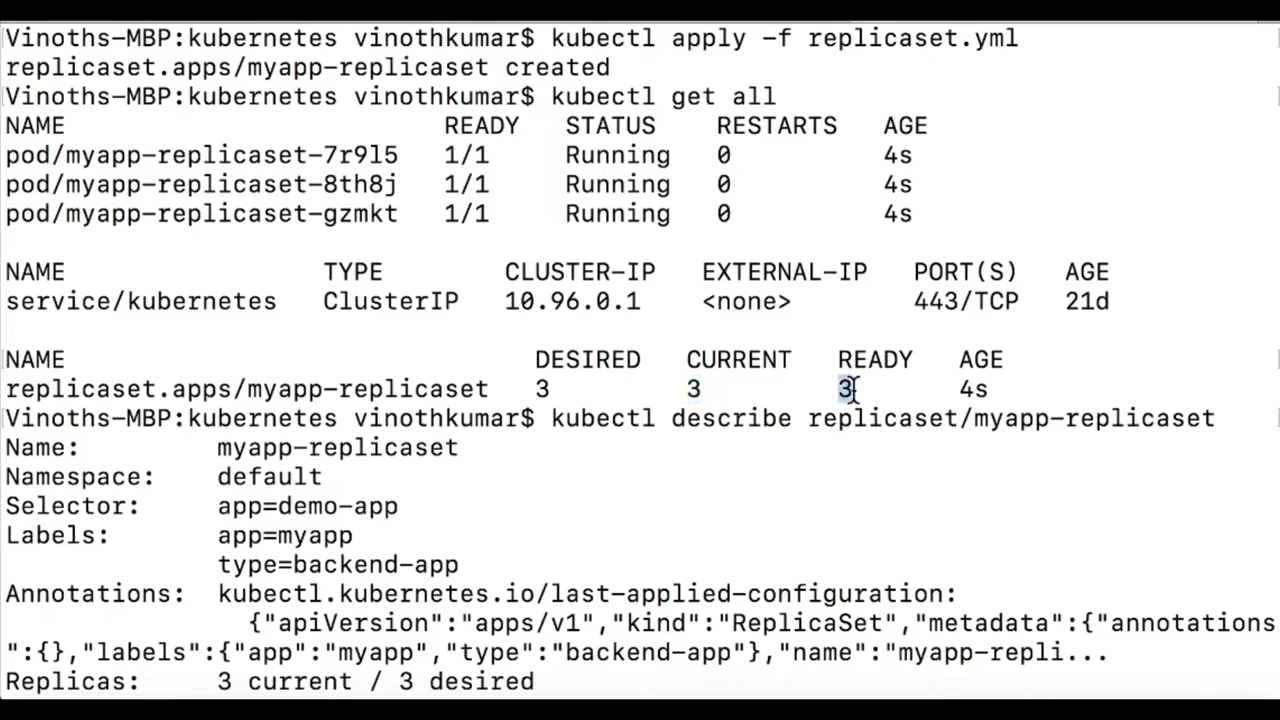 Vinoths-MBP:kubernetes vinothkumar$ kubectl apply -f replicaset.yml
replicaset.apps/myapp-replicaset created
Vinoths-MBP:kubernetes vinothkumar$ kubectl get all
NAME READY STATUS RESTARTS AGE
pod/myapp-replicaset-7r9l5 1/1 Running 0 4s
pod/myapp-replicaset-8th8j 1/1 Running 0 4s
pod/myapp-replicaset-gzmkt 1/1 Running 0 4s
NAME TYPE CLUSTER-IP EXTERNAL-IP PORT(S) AGE
service/kubernetes ClusterIP 10.96.0.1 <none> 443/TCP 21d
NAME DESIRED CURRENT READY AGE
replicaset.apps/myapp-replicaset 3 3 3 4s
Vinoths-MBP:kubernetes vinothkumar$ kubectl describe replicaset/myapp-replicaset
Name: myapp-replicaset
Namespace: default
Selector: app=demo-app
Labels: app=myapp
type=backend-app
Annotations: kubectl.kubernetes.io/last-applied-configuration:
{"apiVersion":"apps/v1","kind":"ReplicaSet","metadata":{"annotations
":{},"labels":{"app":"myapp","type":"backend-app"},"name":"myapp-repli...
Replicas: 3 current / 3 desired